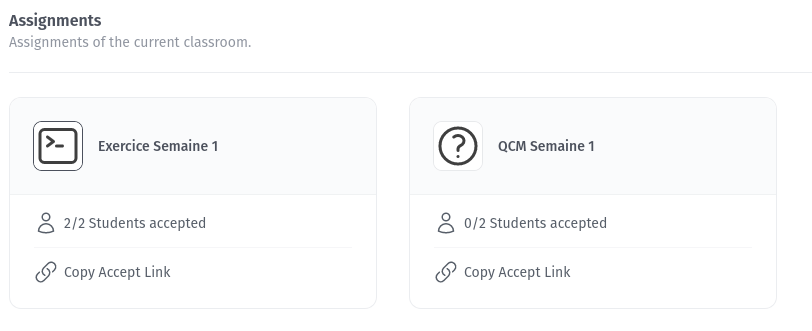 Assignments
Assignments of the current classroom.
Exercice Semaine 1
2/2 Students accepted
Copy Accept Link
QCM Semaine 1
0/2 Students accepted
Copy Accept Link